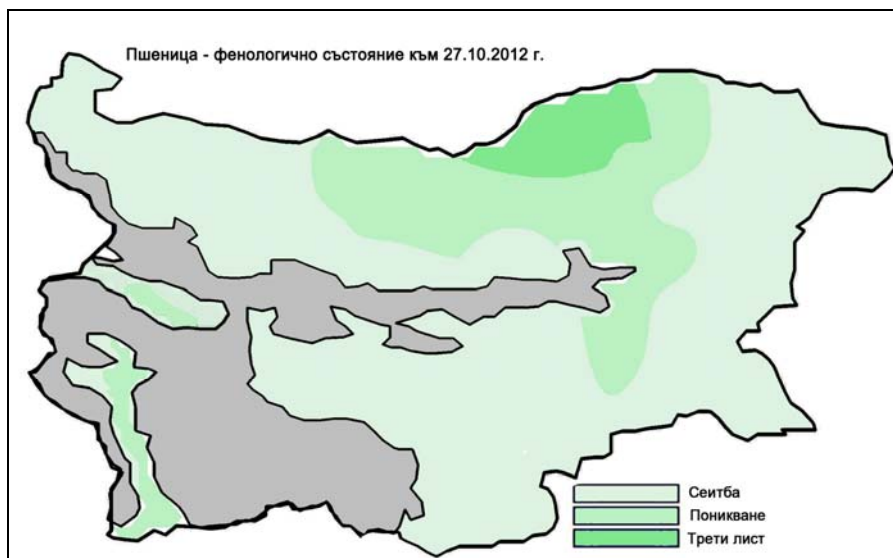 Пшеница - фенологично състояние към 27.10.2012 г.
Сеитба
Поникване
Трети лист